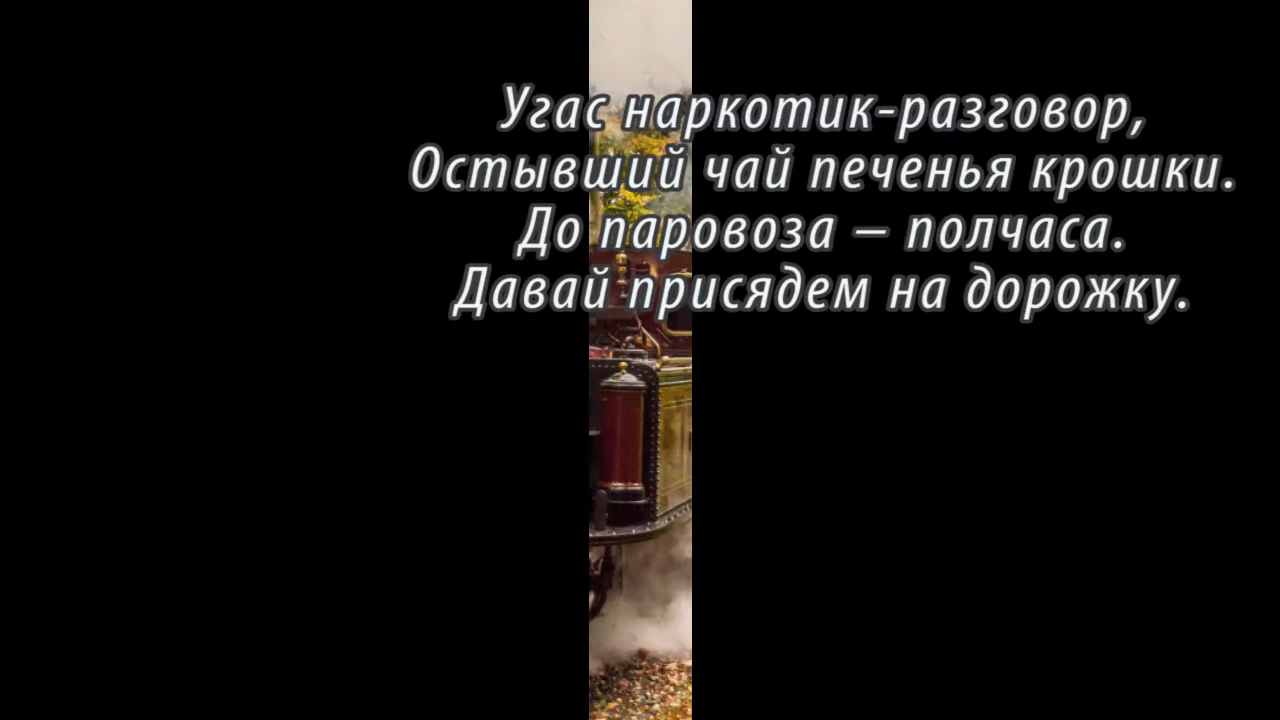 Угас наркотик-разговор,
Остывший чай печенья крошки.
До паровоза – полчаса.
Давай присядем на дорожку.